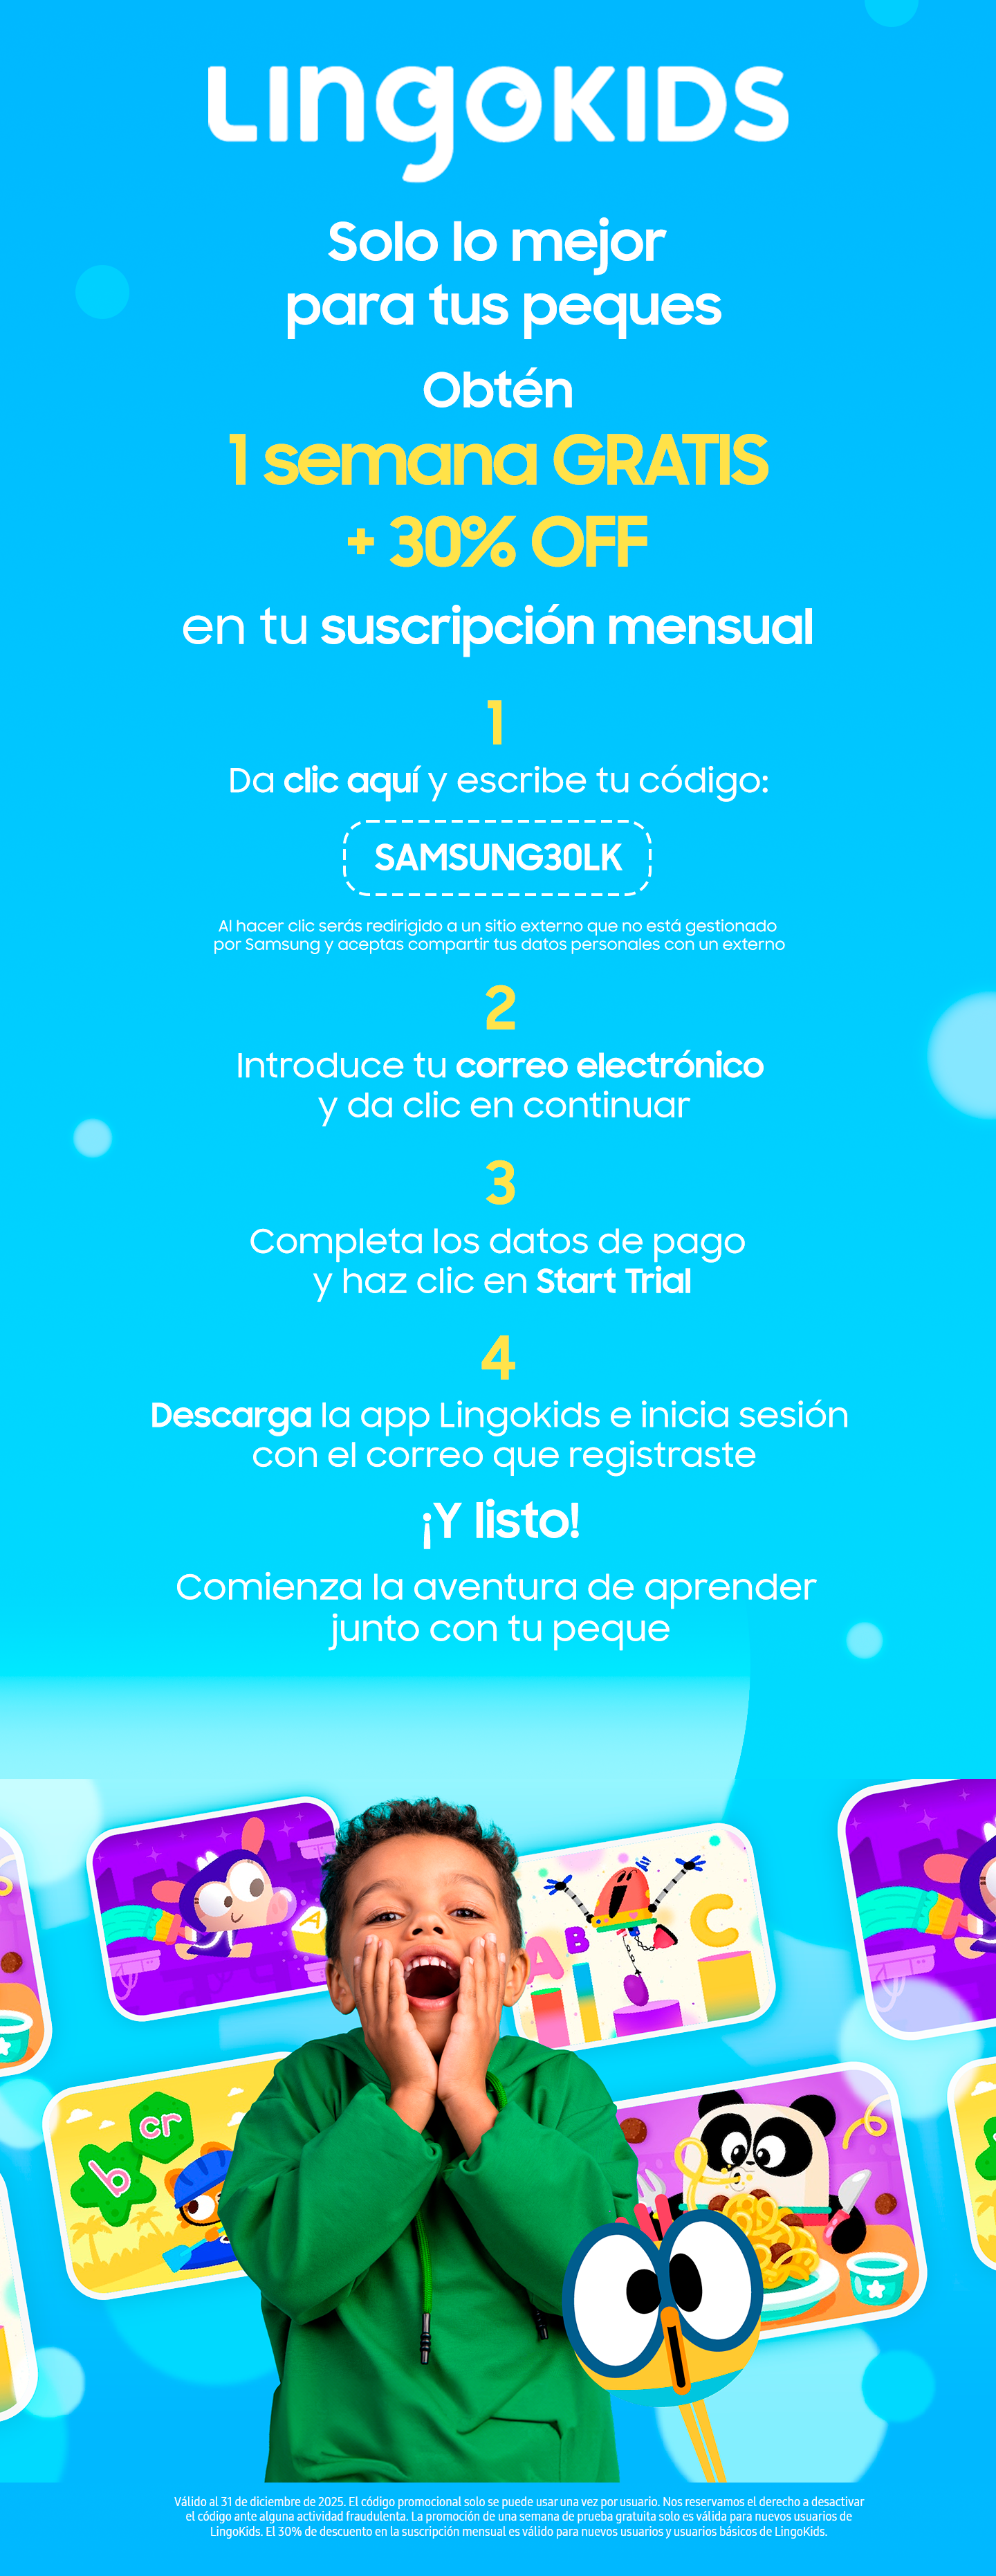 LINGOKIDS
Solo lo mejor
para tus peques
Obtén
1 semana GRATIS
+ 30% OFF
en tu suscripción mensual
1
Da clic aquí y escribe tu código:
SAMSUNG30LK
Al hacer clic serás redirigido a un sitio externo que no está gestionado
por Samsung y aceptas compartir tus datos personales con un externo
2
Introduce tu correo electrónico
y da clic en continuar
3
Completa los datos de pago
y haz clic en Start Trial
4
Descarga la app Lingokids e inicia sesión
con el correo que registraste
¡Y listo!
Comienza la aventura de aprender
junto con tu peque
A
A
B
C
cr
b
Válido al 31 de diciembre de 2025. El código promocional solo se puede usar una vez por usuario. Nos reservamos el derecho a desactivar
el código ante alguna actividad fraudulenta. La promoción de una semana de prueba gratuita solo es válida para nuevos usuarios de
LingoKids. El 30% de descuento en la suscripción mensual es válido para nuevos usuarios y usuarios básicos de LingoKids.